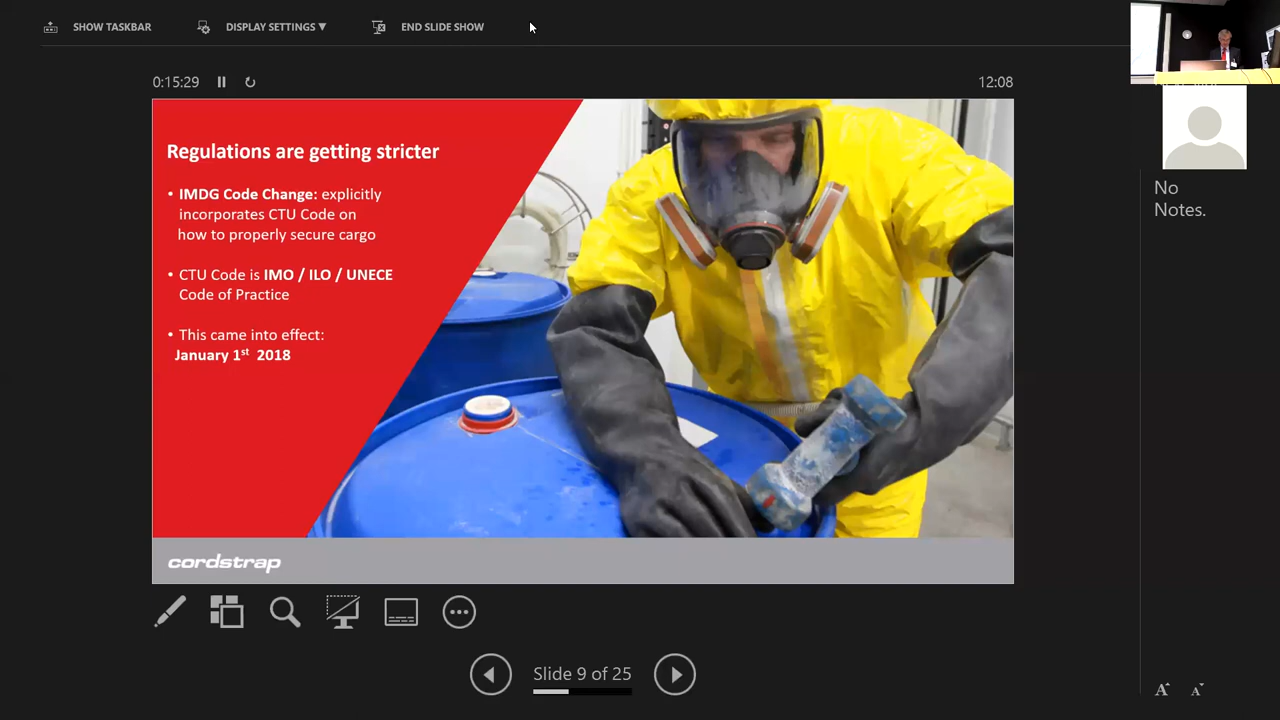 SHOW TASKBAR
DISPLAY SETTINGS ▼
END SLIDE SHOW
0:15:29
12:08
Regulations are getting stricter
• IMDG Code Change: explicitly
incorporates CTU Code on
how to properly secure cargo
• CTU Code is IMO / ILO / UNECE
Code of Practice
• This came into effect:
January 1st 2018
cordstrap
Slide 9 of 25
No
Notes.
A
A